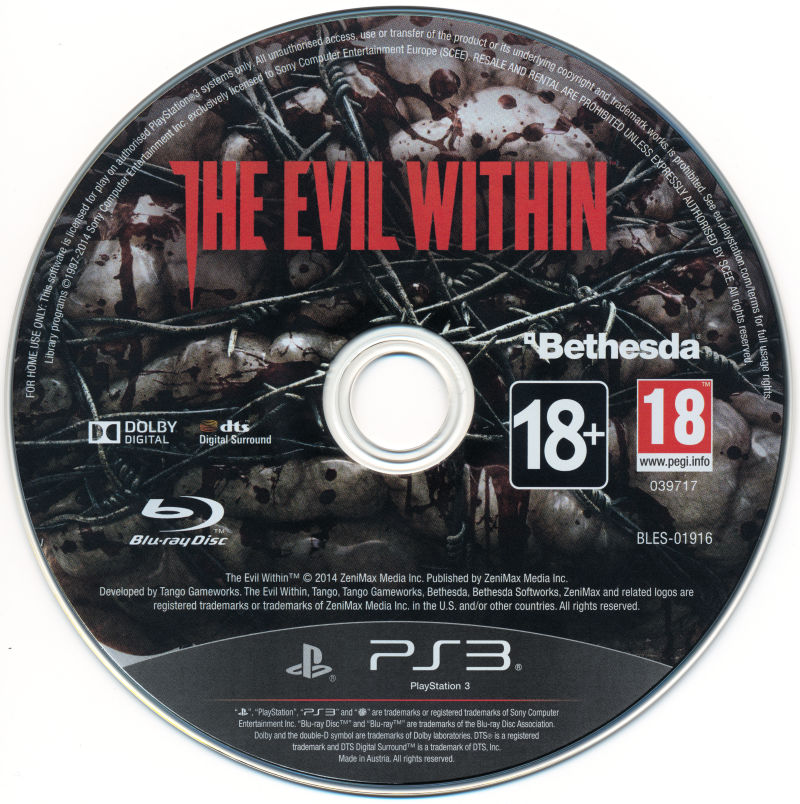 FOR HOME USE ONLY: This software is licensed for play on authorised PlayStation®3 systems only. All unauthorised access, use or transfer of the product or its underlying copyright and trademark works is prohibited. See eu.playstation.com/terms for full usage rights.
Library programs ©1997-2014 Sony Computer Entertainment Inc. exclusively licensed to Sony Computer Entertainment Europe (SCEE). RESALE AND RENTAL ARE PROHIBITED UNLESS EXPRESSLY AUTHORISED BY SCEE. All rights reserved.
THE EVIL WITHIN
Bethesda
18+
18™
www.pegi.info
039717
DOLBY
DIGITAL
dts
Digital Surround
Blu-ray Disc™
BLES-01916
The Evil Within™ © 2014 ZeniMax Media Inc. Published by ZeniMax Media Inc.
Developed by Tango Gameworks. The Evil Within, Tango, Tango Gameworks, Bethesda, Bethesda Softworks, ZeniMax and related logos are
registered trademarks or trademarks of ZeniMax Media Inc. in the U.S. and/or other countries. All rights reserved.
PS3®
PlayStation 3
“ ”, “PlayStation”, “PS3” and “ ” are trademarks or registered trademarks of Sony Computer
Entertainment Inc. “Blu-ray Disc™” and “Blu-ray™” are trademarks of the Blu-ray Disc Association.
Dolby and the double-D symbol are trademarks of Dolby laboratories. DTS® is a registered
trademark and DTS Digital Surround™ is a trademark of DTS, Inc.
Made in Austria. All rights reserved.